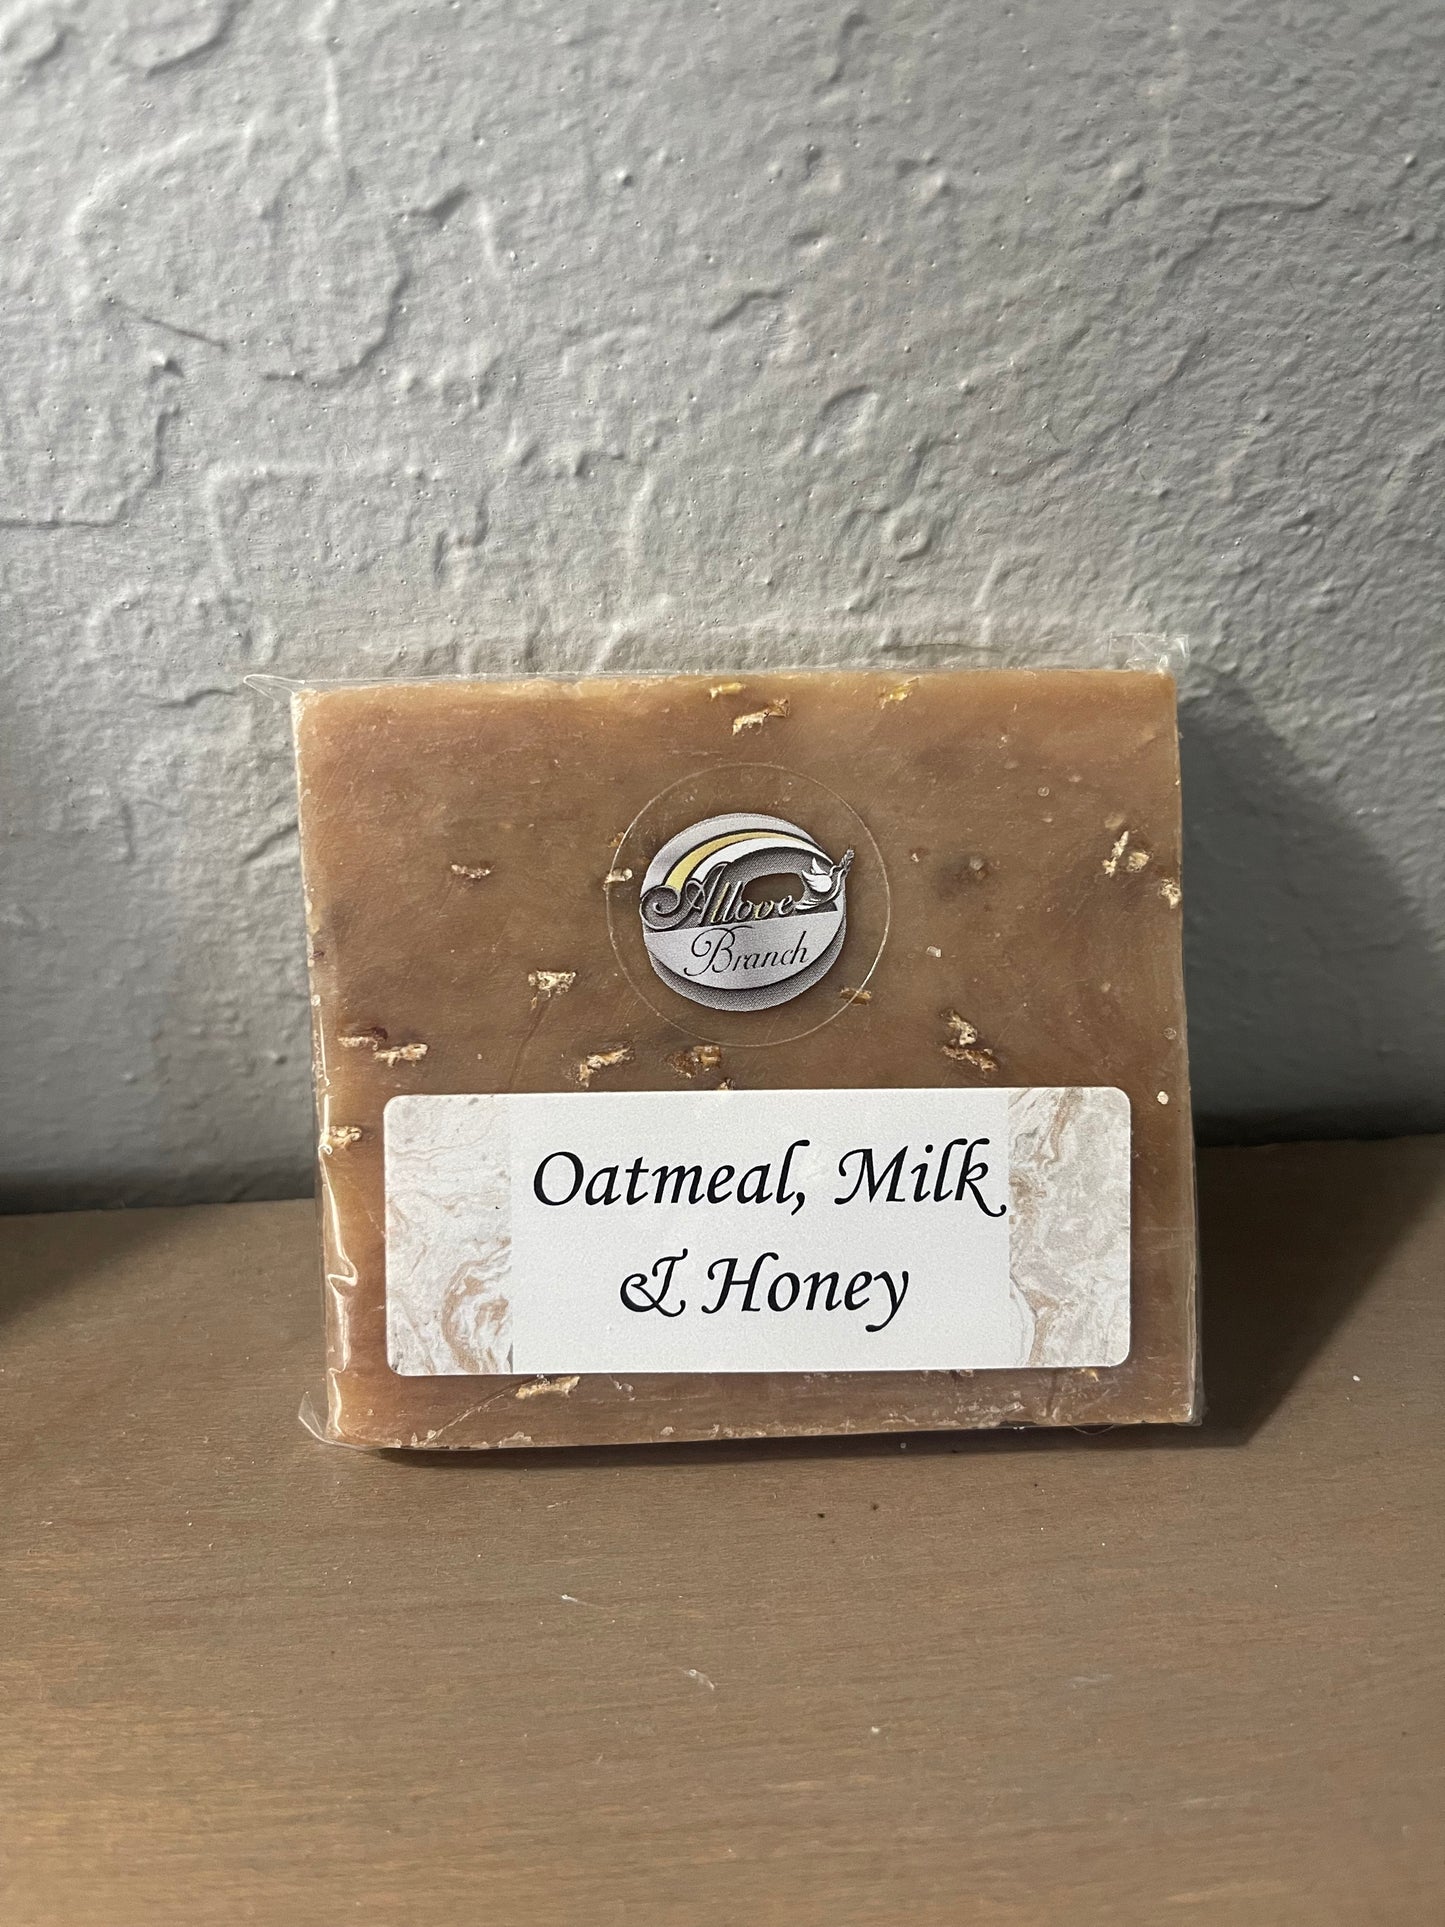 Allove
Branch
Oatmeal, Milk
& Honey